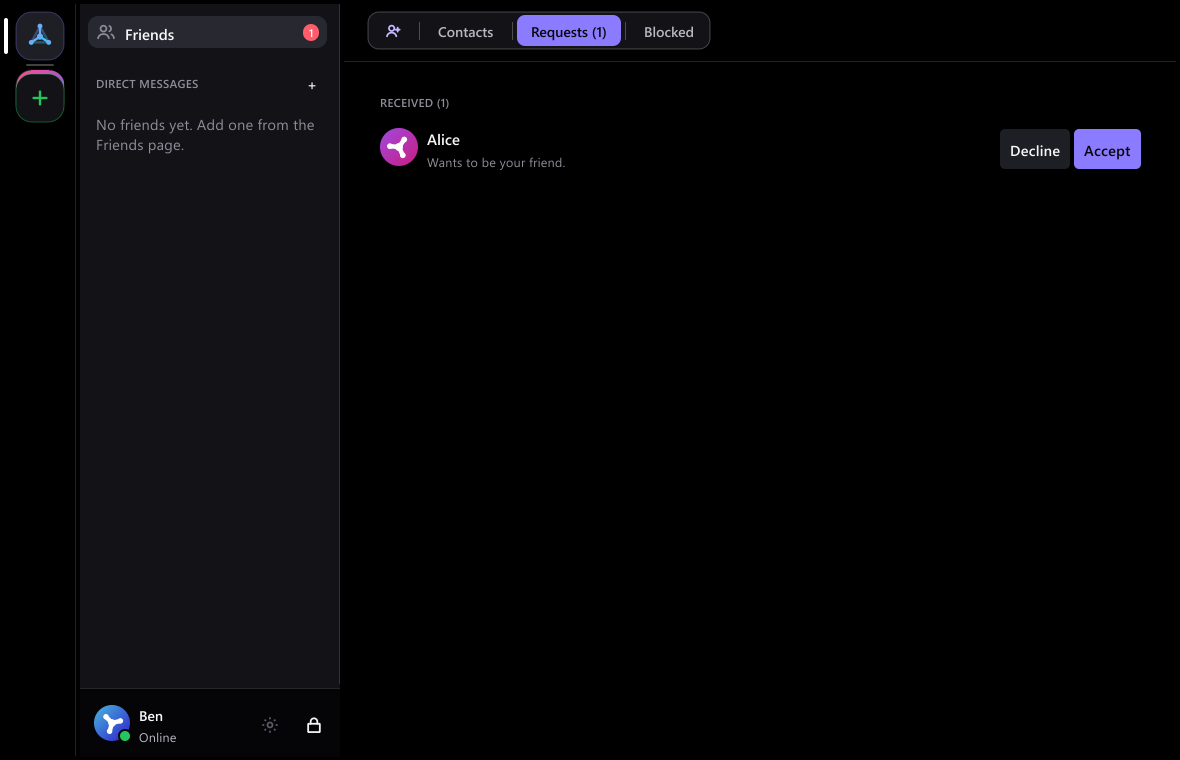 Friends
1
DIRECT MESSAGES
+
No friends yet. Add one from the
Friends page.
Ben
Online
Contacts
Requests (1)
Blocked
RECEIVED (1)
Alice
Wants to be your friend.
Decline
Accept